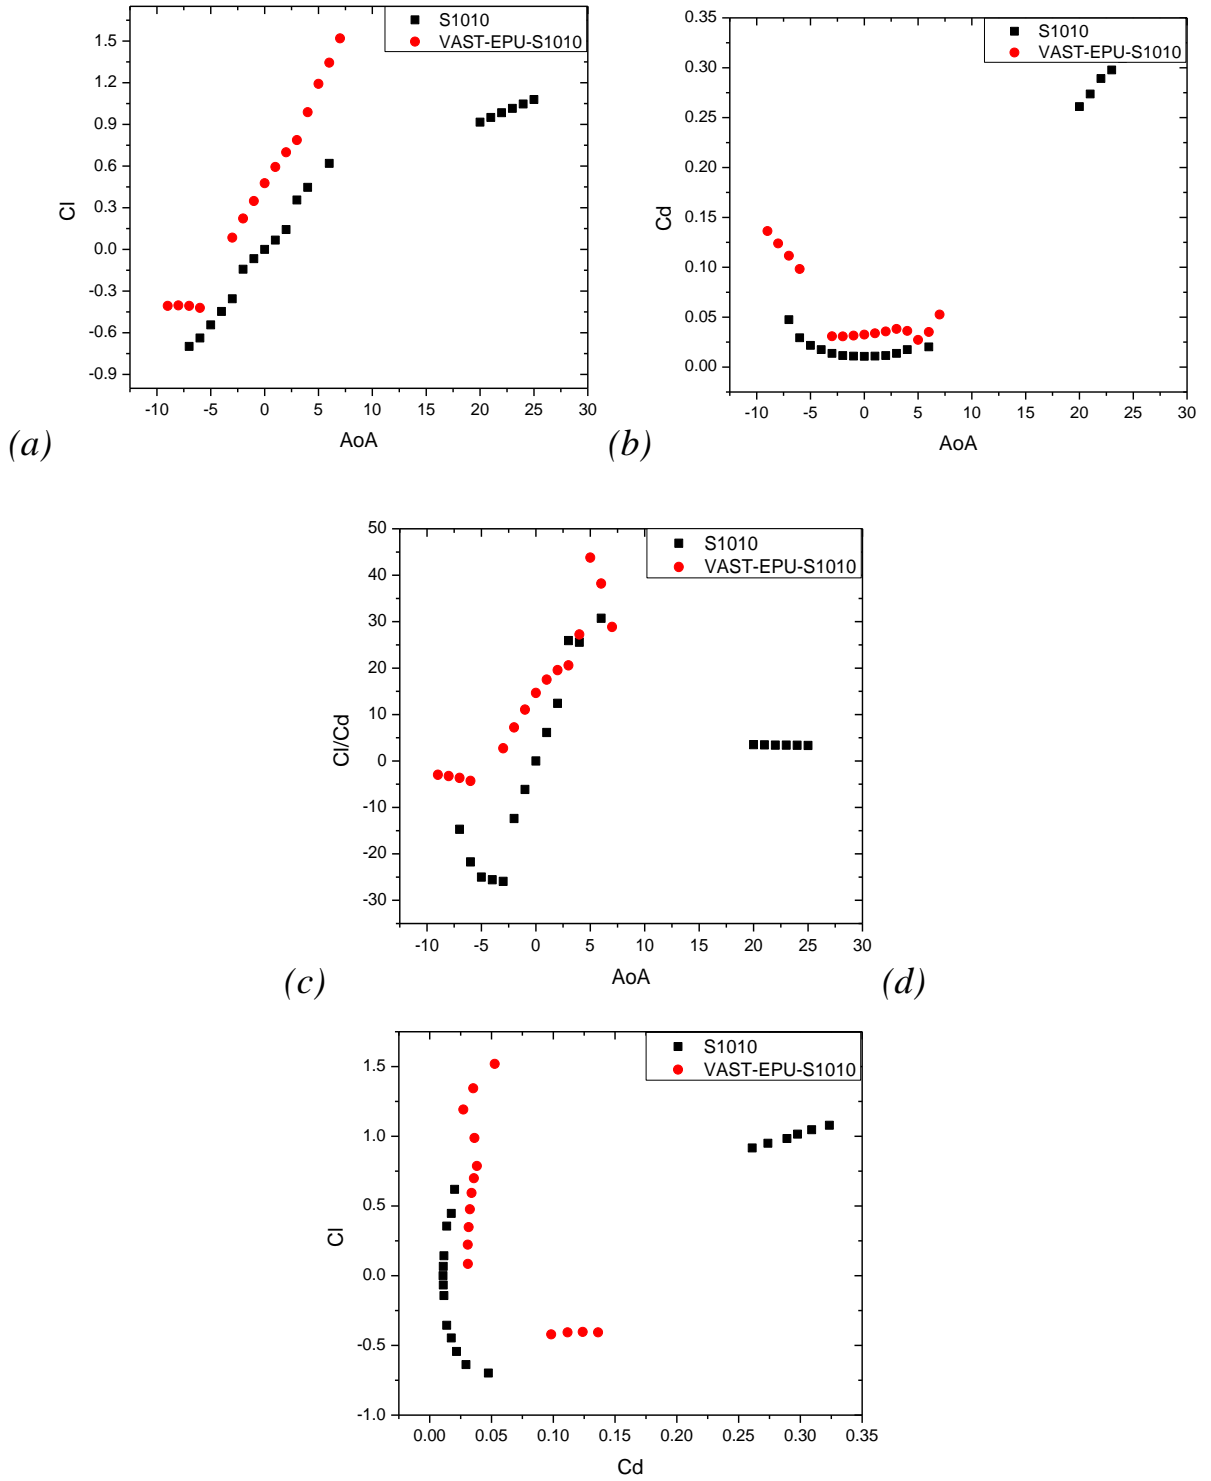 S1010
VAST-EPU-S1010
1.5
1.2
0.9
0.6
0.3
0.0
-0.3
-0.6
-0.9
Cl
-10 -5 0 5 10 15 20 25 30
AoA
(a)
S1010
VAST-EPU-S1010
0.35
0.30
0.25
0.20
0.15
0.10
0.05
0.00
Cd
-10 -5 0 5 10 15 20 25 30
AoA
(b)
S1010
VAST-EPU-S1010
50
40
30
20
10
0
-10
-20
-30
Cl/Cd
-10 -5 0 5 10 15 20 25 30
AoA
(c)
(d)
S1010
VAST-EPU-S1010
1.5
1.0
0.5
0.0
-0.5
-1.0
Cl
0.00 0.05 0.10 0.15 0.20 0.25 0.30 0.35
Cd